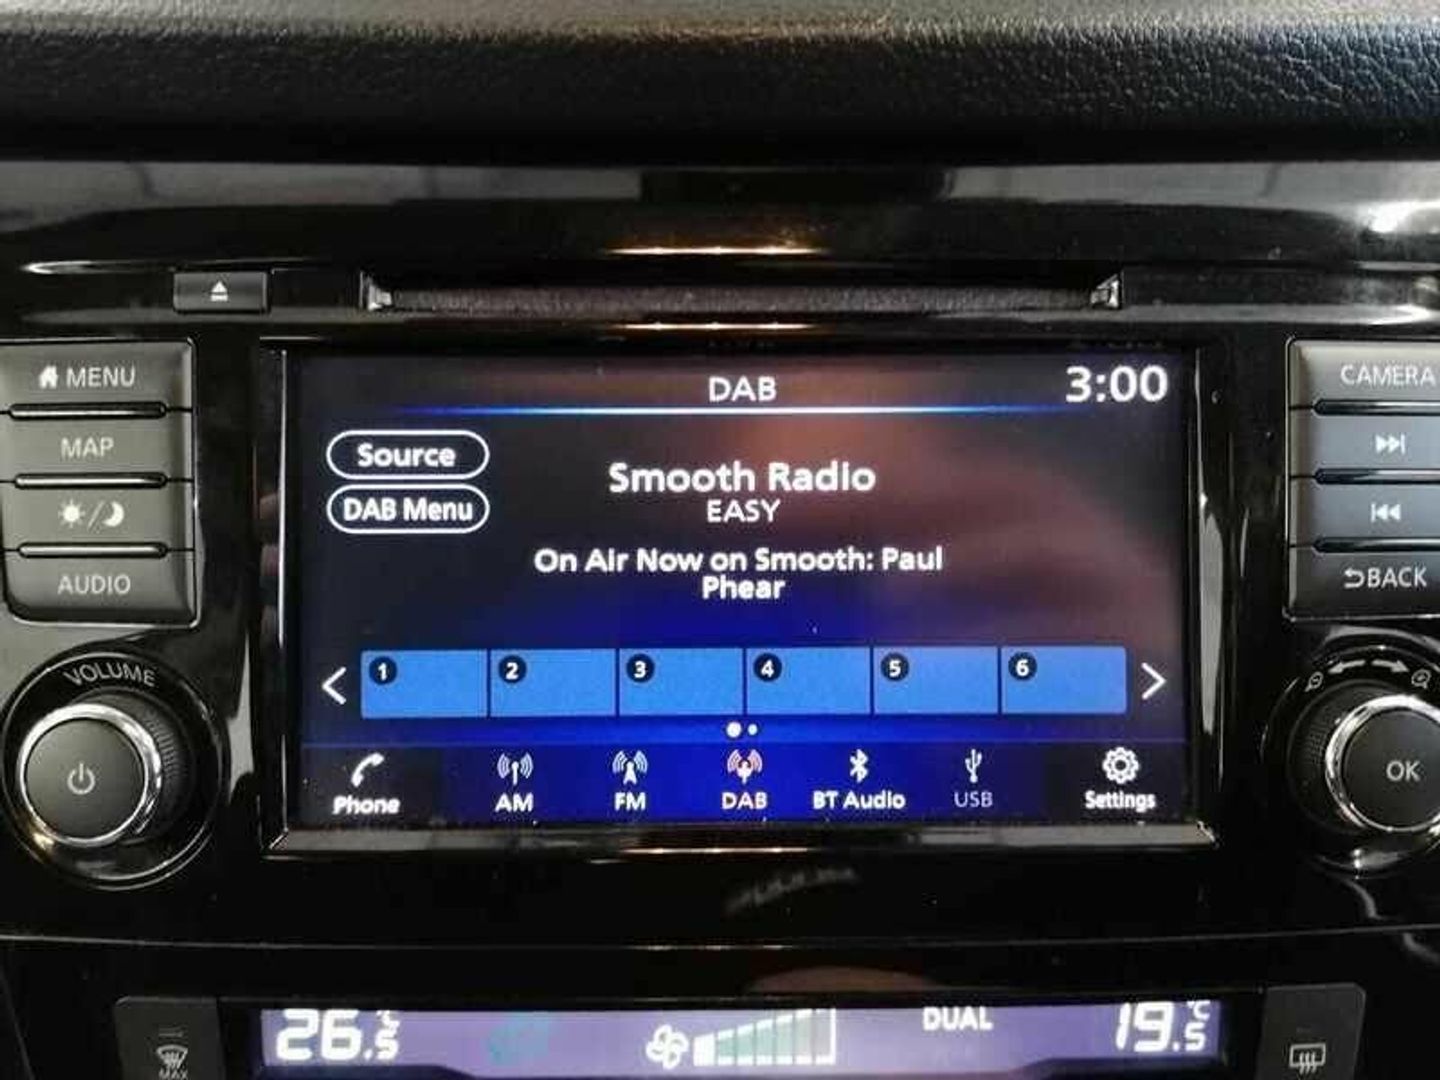 MENU
MAP
AUDIO
VOLUME
DAB
3:00
Source
DAB Menu
Smooth Radio
EASY
On Air Now on Smooth: Paul
Phear
1 2 3 4 5 6
Phone AM FM DAB BT Audio USB Settings
CAMERA
BACK
OK
26.5 °C
DUAL
19.5 °C
MAX